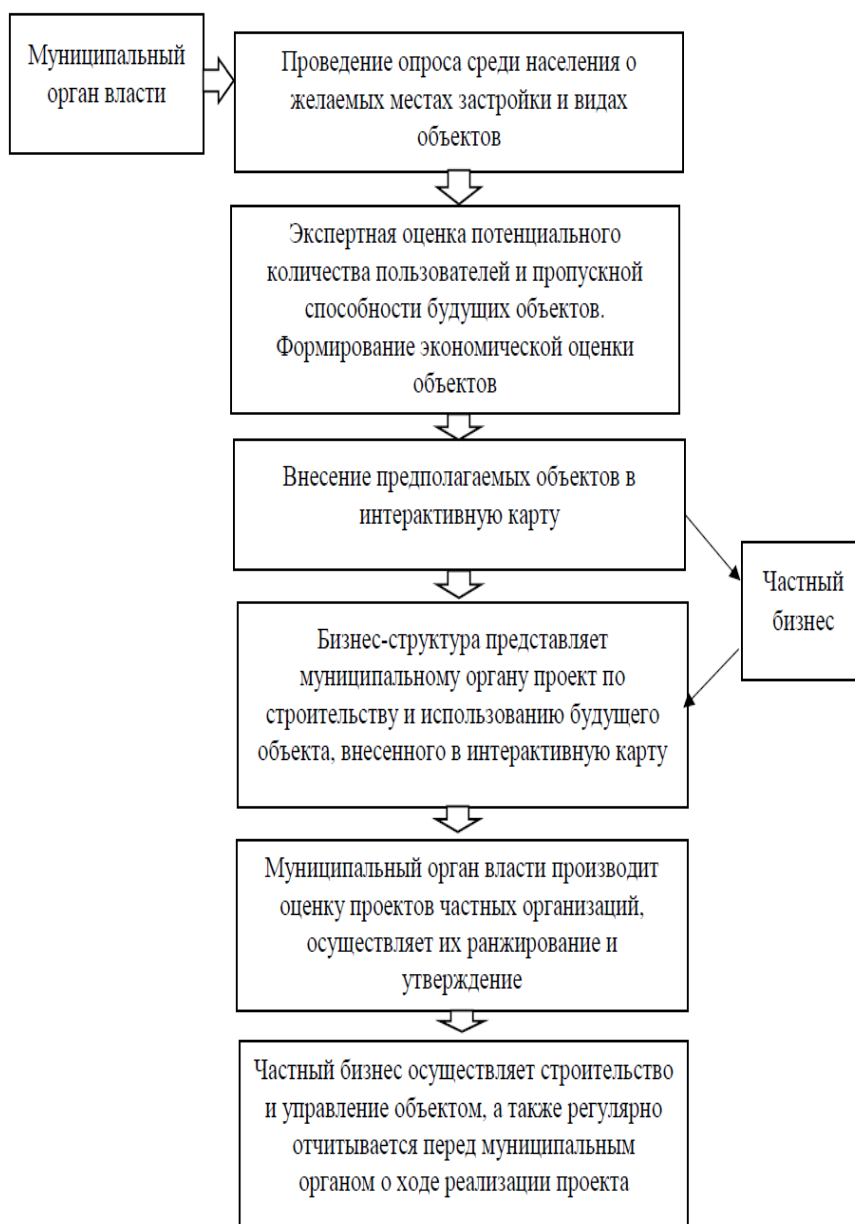 Муниципальный
орган власти
Проведение опроса среди населения о
желаемых местах застройки и видах
объектов
Экспертная оценка потенциального
количества пользователей и пропускной
способности будущих объектов.
Формирование экономической оценки
объектов
Внесение предполагаемых объектов в
интерактивную карту
Частный
бизнес
Бизнес-структура представляет
муниципальному органу проект по
строительству и использованию будущего
объекта, внесенного в интерактивную карту
Муниципальный орган власти производит
оценку проектов частных организаций,
осуществляет их ранжирование и
утверждение
Частный бизнес осуществляет строительство
и управление объектом, а также регулярно
отчитывается перед муниципальным
органом о ходе реализации проекта